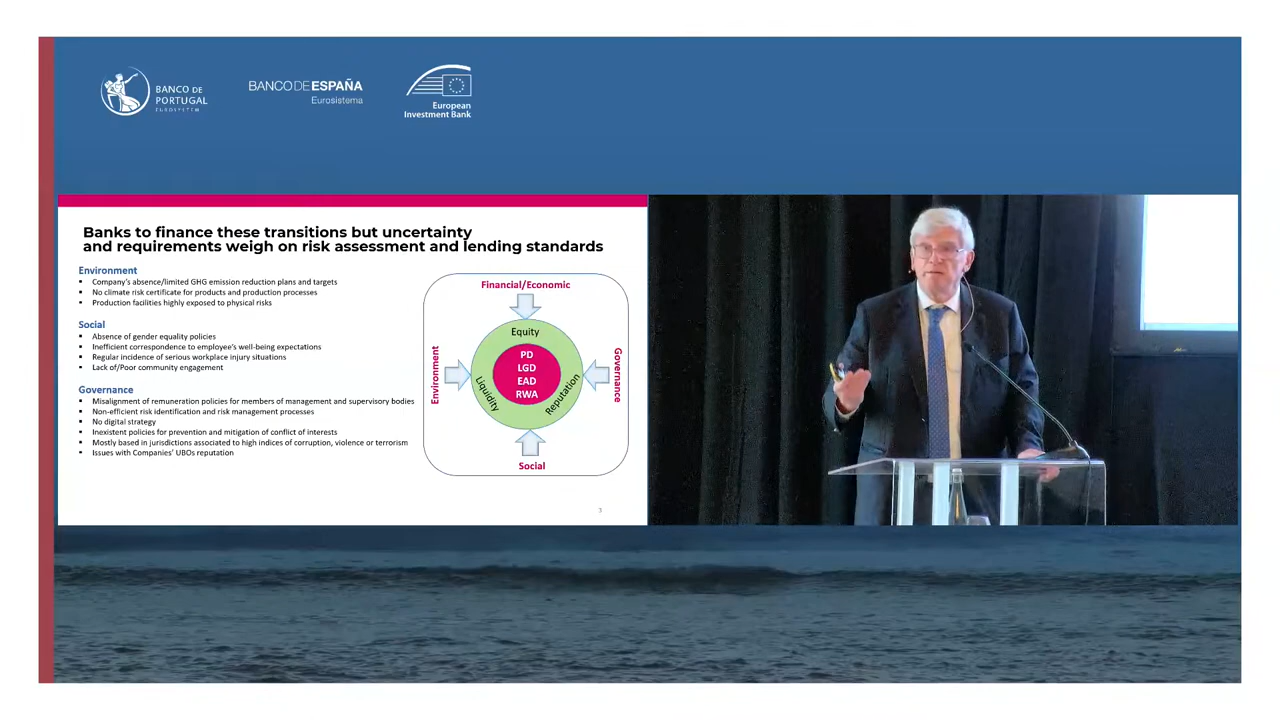 BANCO DE
PORTUGAL
EUROSYSTEM
BANCO DE ESPAÑA
Eurosistema
European
Investment Bank
Banks to finance these transitions but uncertainty
and requirements weigh on risk assessment and lending standards
Environment
▪ Company's absence/limited GHG emission reduction plans and targets
▪ No climate risk certificate for products and production processes
▪ Production facilities highly exposed to physical risks
Social
▪ Absence of gender equality policies
▪ Inefficient correspondence to employee's well-being expectations
▪ Regular incidence of serious workplace injury situations
▪ Lack of/Poor community engagement
Governance
▪ Misalignment of remuneration policies for members of management and supervisory bodies
▪ Non-efficient risk identification and risk management processes
▪ No digital strategy
▪ Inexistent policies for prevention and mitigation of conflict of interests
▪ Mostly based in jurisdictions associated to high indices of corruption, violence or terrorism
▪ Issues with Companies' UBOs reputation
Financial/Economic
Equity
PD
LGD
EAD
RWA
Liquidity
Reputation
Environment
Governance
Social
3